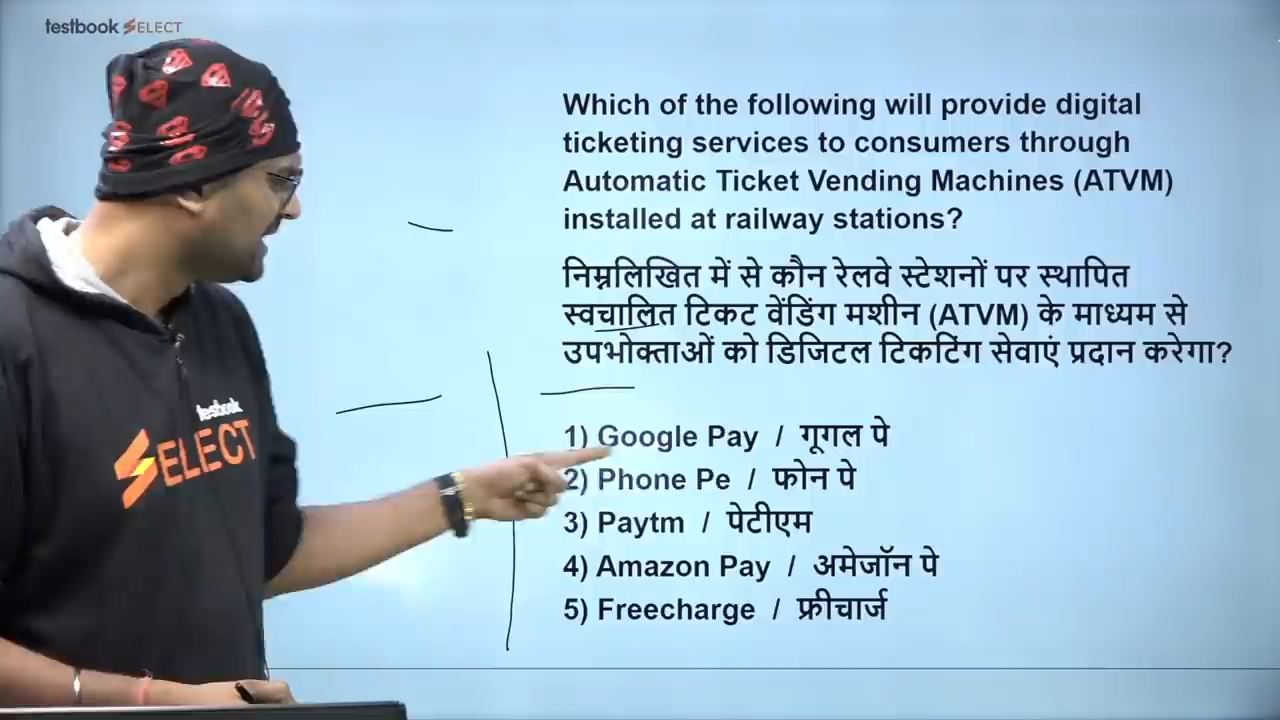 testbook SELECT
Which of the following will provide digital
ticketing services to consumers through
Automatic Ticket Vending Machines (ATVM)
installed at railway stations?
निम्नलिखित में से कौन रेलवे स्टेशनों पर स्थापित
स्वचालित टिकट वेंडिंग मशीन (ATVM) के माध्यम से
उपभोक्ताओं को डिजिटल टिकटिंग सेवाएं प्रदान करेगा?
1) Google Pay / गूगल पे
2) Phone Pe / फोन पे
3) Paytm / पेटीएम
4) Amazon Pay / अमेजॉन पे
5) Freecharge / फ्रीचार्ज
testbook
SELECT